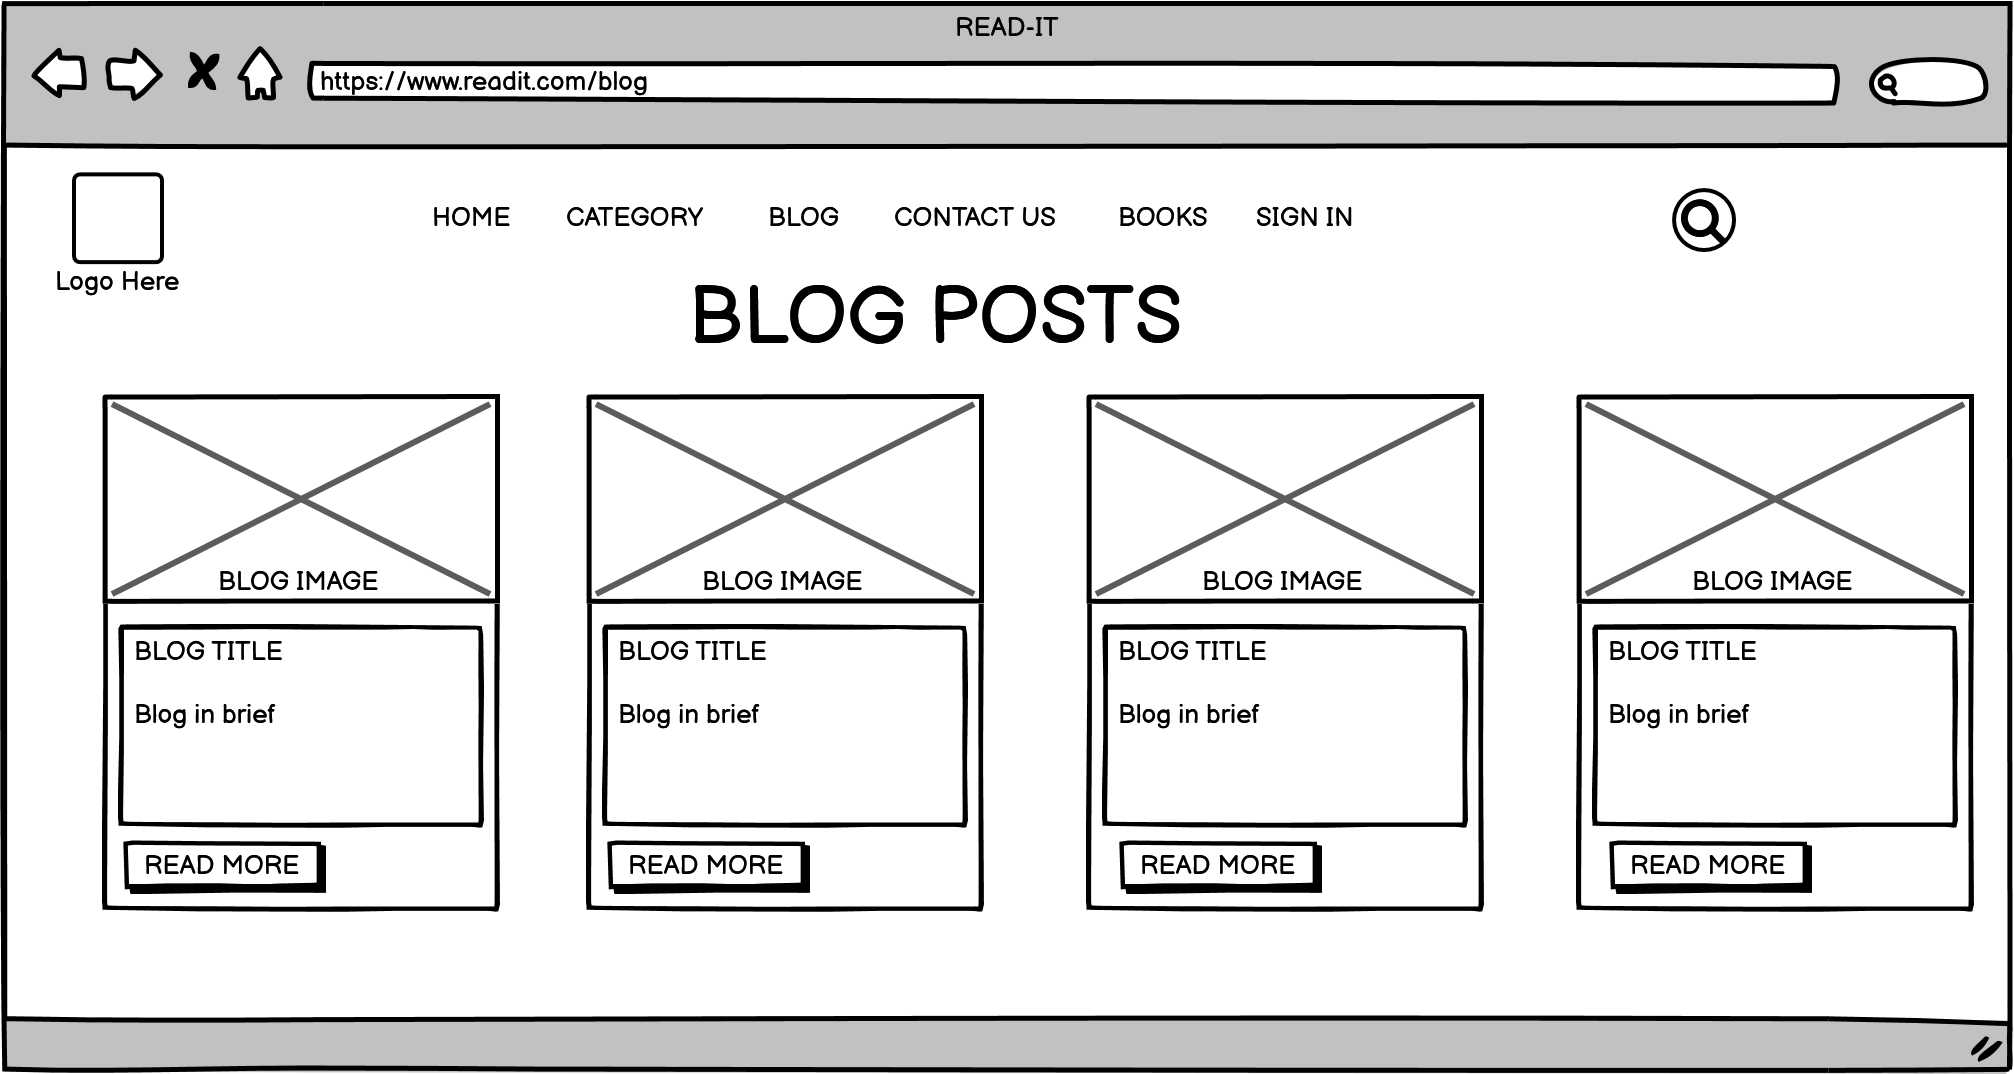 READ-IT
https://www.readit.com/blog
HOME CATEGORY BLOG CONTACT US BOOKS SIGN IN
Logo Here
BLOG POSTS
BLOG IMAGE BLOG IMAGE BLOG IMAGE BLOG IMAGE
BLOG TITLE BLOG TITLE BLOG TITLE BLOG TITLE
Blog in brief Blog in brief Blog in brief Blog in brief
READ MORE READ MORE READ MORE READ MORE